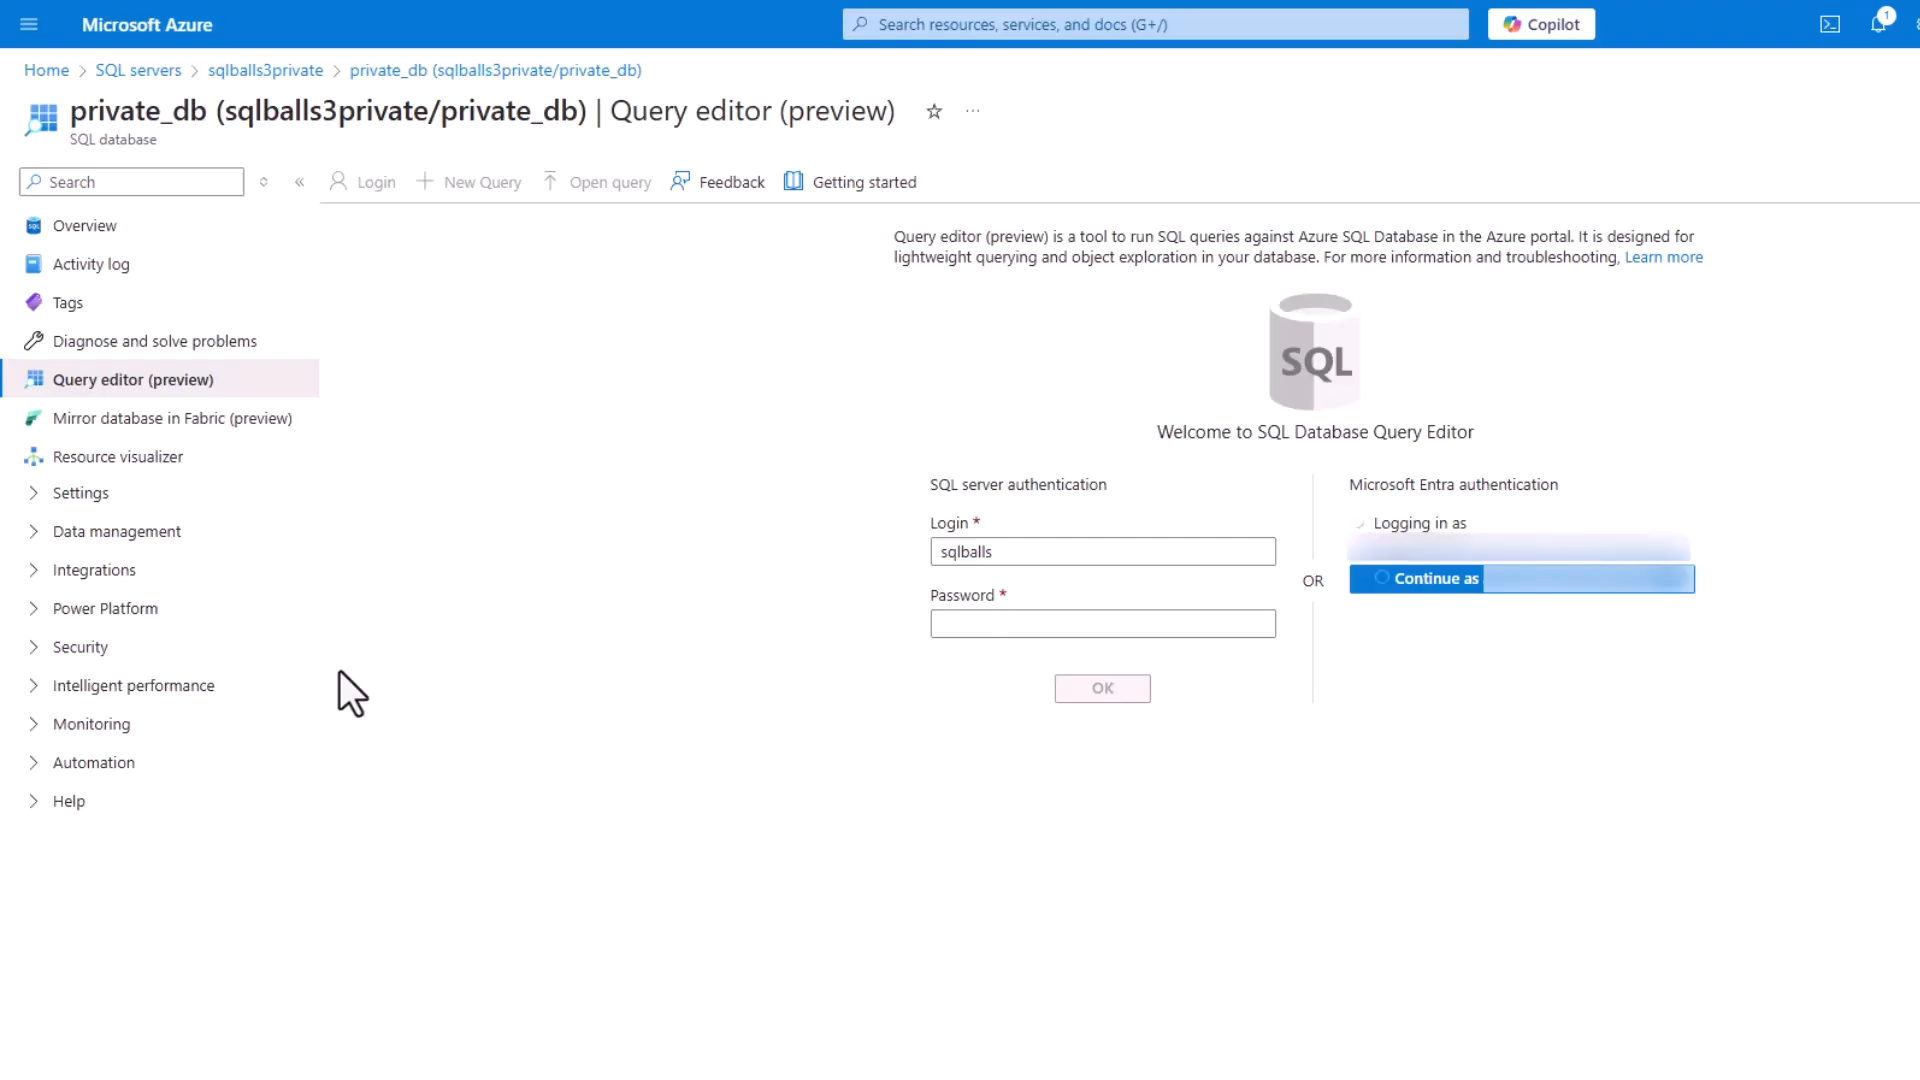 Microsoft Azure
Search resources, services, and docs (G+/)
Copilot
1
Home > SQL servers > sqlballs3private > private_db (sqlballs3private/private_db)
private_db (sqlballs3private/private_db) | Query editor (preview)
SQL database
Search
Login
New Query
Open query
Feedback
Getting started
Overview
Activity log
Tags
Diagnose and solve problems
Query editor (preview)
Mirror database in Fabric (preview)
Resource visualizer
Settings
Data management
Integrations
Power Platform
Security
Intelligent performance
Monitoring
Automation
Help
Query editor (preview) is a tool to run SQL queries against Azure SQL Database in the Azure portal. It is designed for
lightweight querying and object exploration in your database. For more information and troubleshooting, Learn more
SQL
Welcome to SQL Database Query Editor
SQL server authentication
Login *
sqlballs
Password *
OK
OR
Microsoft Entra authentication
Logging in as
Continue as